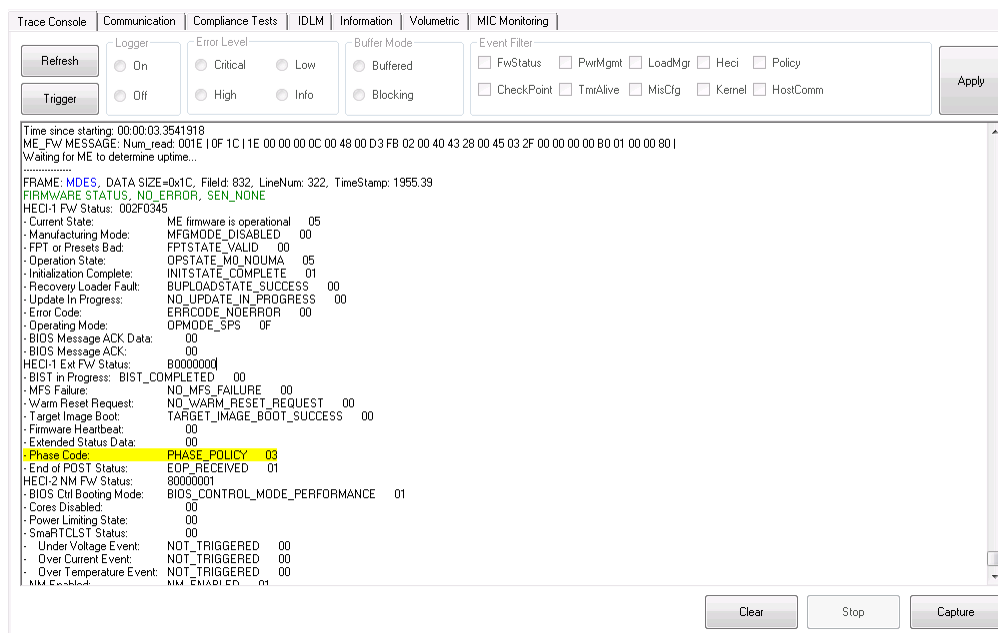 Trace Console Communication Compliance Tests IDLM Information Volumetric MIC Monitoring
Refresh
Trigger
Logger
On
Off
Error Level
Critical Low
High Info
Buffer Mode
Buffered
Blocking
Event Filter
FwStatus PwrMgmt LoadMgr Heci Policy
CheckPoint TmrAlive MisCfg Kernel HostComm
Apply
Time since starting: 00:00:03.3541918
ME_FW MESSAGE: Num_read: 001E | 0F 1C | 1E 00 00 00 0C 00 48 00 D3 FB 02 00 40 43 28 00 45 03 2F 00 00 00 00 B0 01 00 00 80 |
Waiting for ME to determine uptime...
---------------
FRAME: MDES, DATA SIZE=0x1C, FileId: 832, LineNum: 322, TimeStamp: 1955.39
FIRMWARE STATUS, NO_ERROR, SEN_NONE
HECI-1 FW Status: 002F0345
- Current State: ME firmware is operational 05
- Manufacturing Mode: MFGMODE_DISABLED 00
- FPT or Presets Bad: FPTSTATE_VALID 00
- Operation State: OPSTATE_M0_NOUMA 05
- Initialization Complete: INITSTATE_COMPLETE 01
- Recovery Loader Fault: BUPLOADSTATE_SUCCESS 00
- Update In Progress: NO_UPDATE_IN_PROGRESS 00
- Error Code: ERRCODE_NOERROR 00
- Operating Mode: OPMODE_SPS 0F
- BIOS Message ACK Data: 00
- BIOS Message ACK: 00
HECI-1 Ext FW Status: B0000000
- BIST in Progress: BIST_COMPLETED 00
- MFS Failure: NO_MFS_FAILURE 00
- Warm Reset Request: NO_WARM_RESET_REQUEST 00
- Target Image Boot: TARGET_IMAGE_BOOT_SUCCESS 00
- Firmware Heartbeat: 00
- Extended Status Data: 00
- Phase Code: PHASE_POLICY 03
- End of POST Status: EOP_RECEIVED 01
HECI-2 NM FW Status: 80000001
- BIOS Ctrl Booting Mode: BIOS_CONTROL_MODE_PERFORMANCE 01
- Cores Disabled: 00
- Power Limiting State: 00
- SmaRTCLST Status: 00
- Under Voltage Event: NOT_TRIGGERED 00
- Over Current Event: NOT_TRIGGERED 00
- Over Temperature Event: NOT_TRIGGERED 00
- NM Enabled: NM_ENABLED 01
Clear Stop Capture